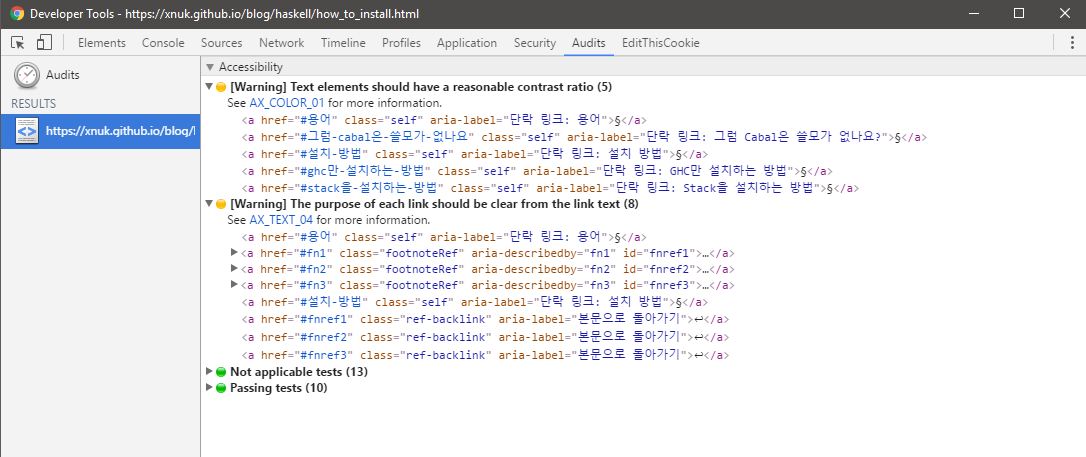 Developer Tools - https://xnuk.github.io/blog/haskell/how_to_install.html
Elements Console Sources Network Timeline Profiles Application Security Audits EditThisCookie
Audits
RESULTS
https://xnuk.github.io/blog/
Accessibility
[Warning] Text elements should have a reasonable contrast ratio (5)
See AX_COLOR_01 for more information.
<a href="#용어" class="self" aria-label="단락 링크: 용어">§</a>
<a href="#그럼-cabal은-쓸모가-없나요" class="self" aria-label="단락 링크: 그럼 Cabal은 쓸모가 없나요?">§</a>
<a href="#설치-방법" class="self" aria-label="단락 링크: 설치 방법">§</a>
<a href="#ghc만-설치하는-방법" class="self" aria-label="단락 링크: GHC만 설치하는 방법">§</a>
<a href="#stack을-설치하는-방법" class="self" aria-label="단락 링크: Stack을 설치하는 방법">§</a>
[Warning] The purpose of each link should be clear from the link text (8)
See AX_TEXT_04 for more information.
<a href="#용어" class="self" aria-label="단락 링크: 용어">§</a>
<a href="#fn1" class="footnoteRef" aria-describedby="fn1" id="fnref1">…</a>
<a href="#fn2" class="footnoteRef" aria-describedby="fn2" id="fnref2">…</a>
<a href="#fn3" class="footnoteRef" aria-describedby="fn3" id="fnref3">…</a>
<a href="#설치-방법" class="self" aria-label="단락 링크: 설치 방법">§</a>
<a href="#fnref1" class="ref-backlink" aria-label="본문으로 돌아가기">↩</a>
<a href="#fnref2" class="ref-backlink" aria-label="본문으로 돌아가기">↩</a>
<a href="#fnref3" class="ref-backlink" aria-label="본문으로 돌아가기">↩</a>
Not applicable tests (13)
Passing tests (10)